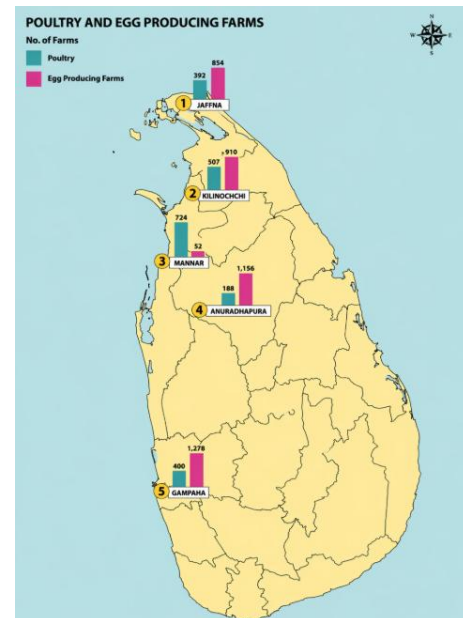 POULTRY AND EGG PRODUCING FARMS
No. of Farms
Poultry
Egg Producing Farms
N
W
E
S
392
854
1
JAFFNA
507
910
2
KILINOCHCHI
724
52
3
MANNAR
188
1,156
4
ANURADHAPURA
400
1,278
5
GAMPAHA